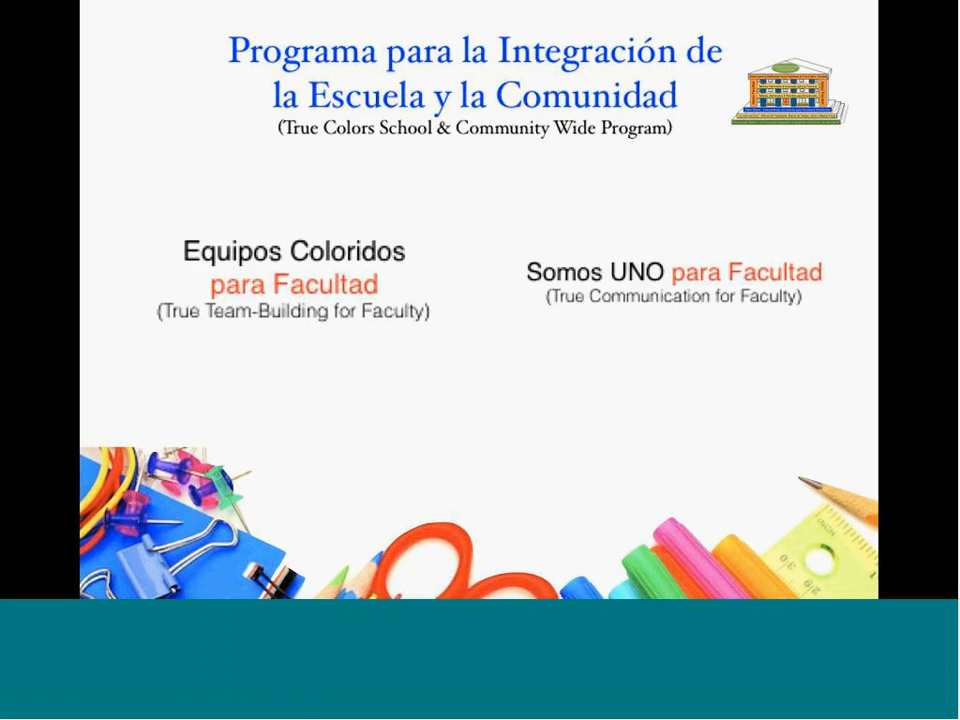 Programa para la Integración de
la Escuela y la Comunidad
(True Colors School & Community Wide Program)
Equipos Coloridos
para Facultad
(True Team-Building for Faculty)
Somos UNO para Facultad
(True Communication for Faculty)